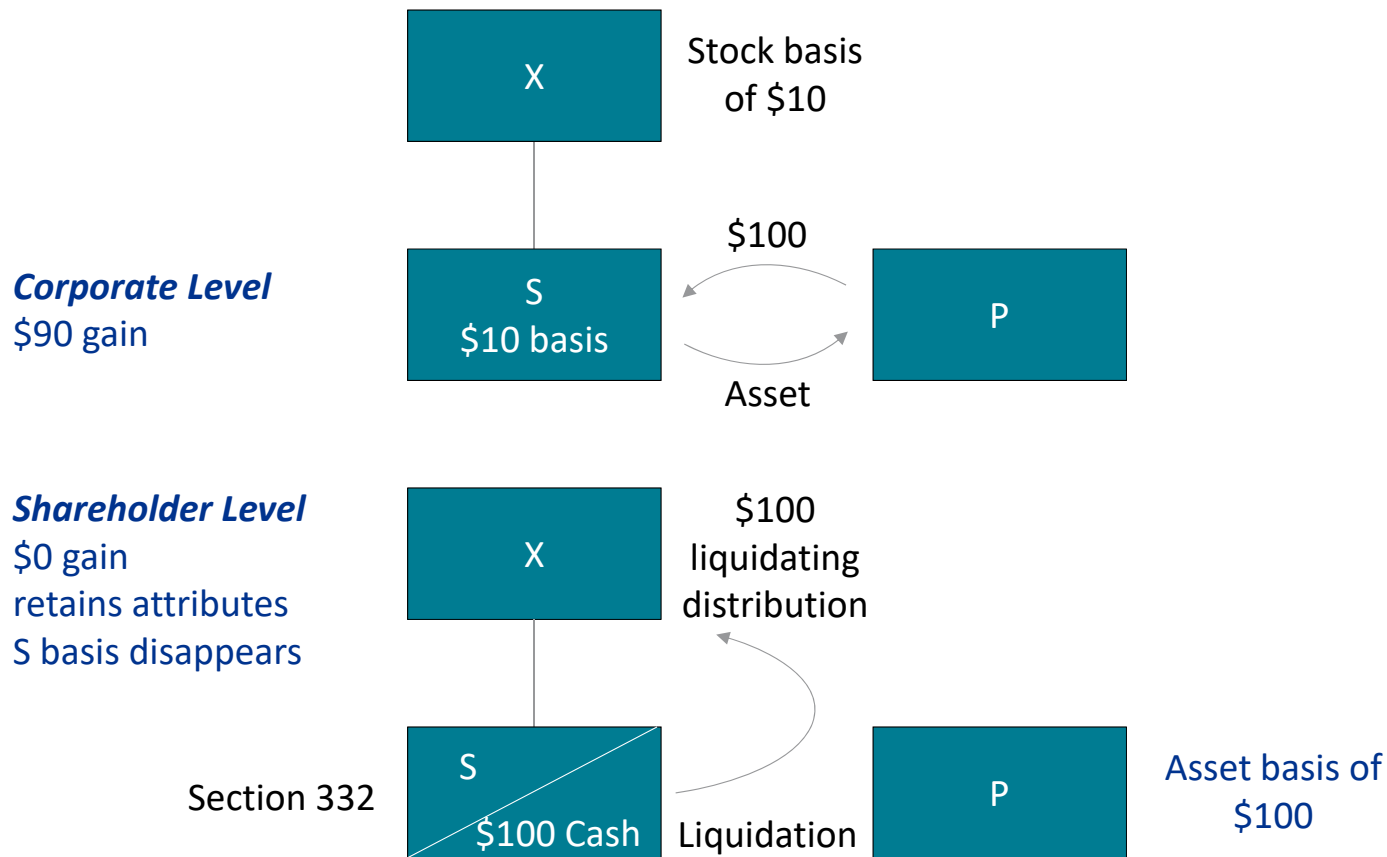 X
Stock basis
of $10
$100
Corporate Level
$90 gain
S
$10 basis
P
Asset
Shareholder Level
$0 gain
retains attributes
S basis disappears
X
$100
liquidating
distribution
Section 332
S
$100 Cash
Liquidation
P
Asset basis of
$100